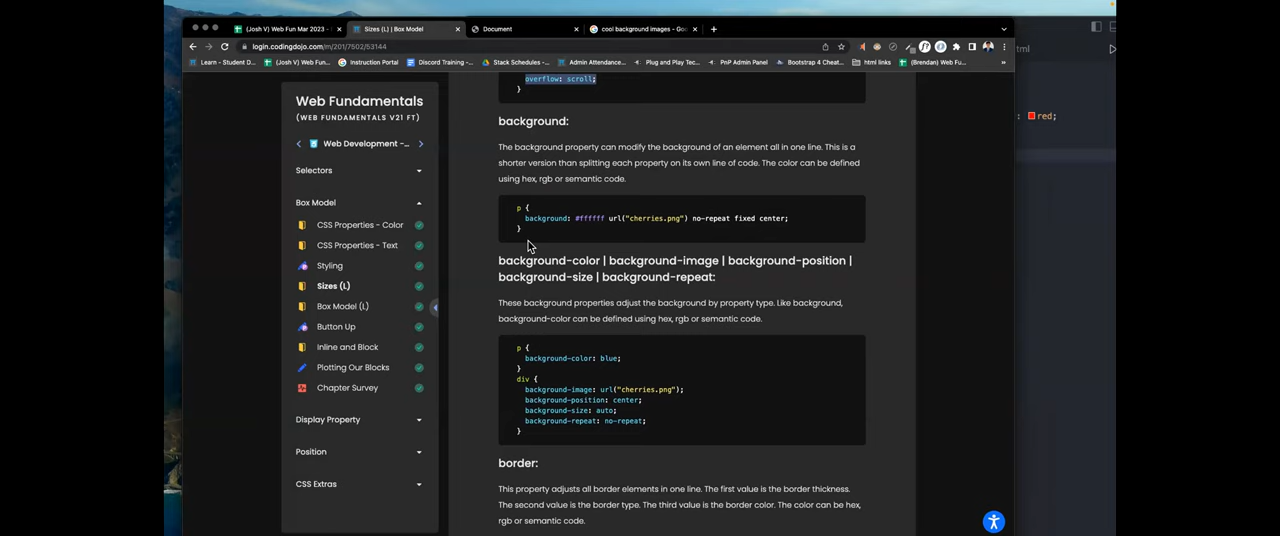 (Josh V) Web Fun Mar 2023 -
Sizes (L) | Box Model
Document
cool background images - Goo
login.codingdojo.com/m/201/7502/53144
Learn - Student D...
(Josh V) Web Fun...
Instruction Portal
Discord Training -...
Stack Schedules -...
Admin Attendance...
Plug and Play Tec...
PnP Admin Panel
Bootstrap 4 Cheat...
html links
(Brendan) Web Fu...
html
: red;
Web Fundamentals
(WEB FUNDAMENTALS V21 FT)
Web Development -...
Selectors
Box Model
CSS Properties - Color
CSS Properties - Text
Styling
Sizes (L)
Box Model (L)
Button Up
Inline and Block
Plotting Our Blocks
Chapter Survey
Display Property
Position
CSS Extras
overflow: scroll;
}
background:
The background property can modify the background of an element all in one line. This is a
shorter version than splitting each property on its own line of code. The color can be defined
using hex, rgb or semantic code.
p {
background: #ffffff url("cherries.png") no-repeat fixed center;
}
background-color | background-image | background-position |
background-size | background-repeat:
These background properties adjust the background by property type. Like background,
background-color can be defined using hex, rgb or semantic code.
p {
background-color: blue;
}
div {
background-image: url("cherries.png");
background-position: center;
background-size: auto;
background-repeat: no-repeat;
}
border:
This property adjusts all border elements in one line. The first value is the border thickness.
The second value is the border type. The third value is the border color. The color can be hex,
rgb or semantic code.